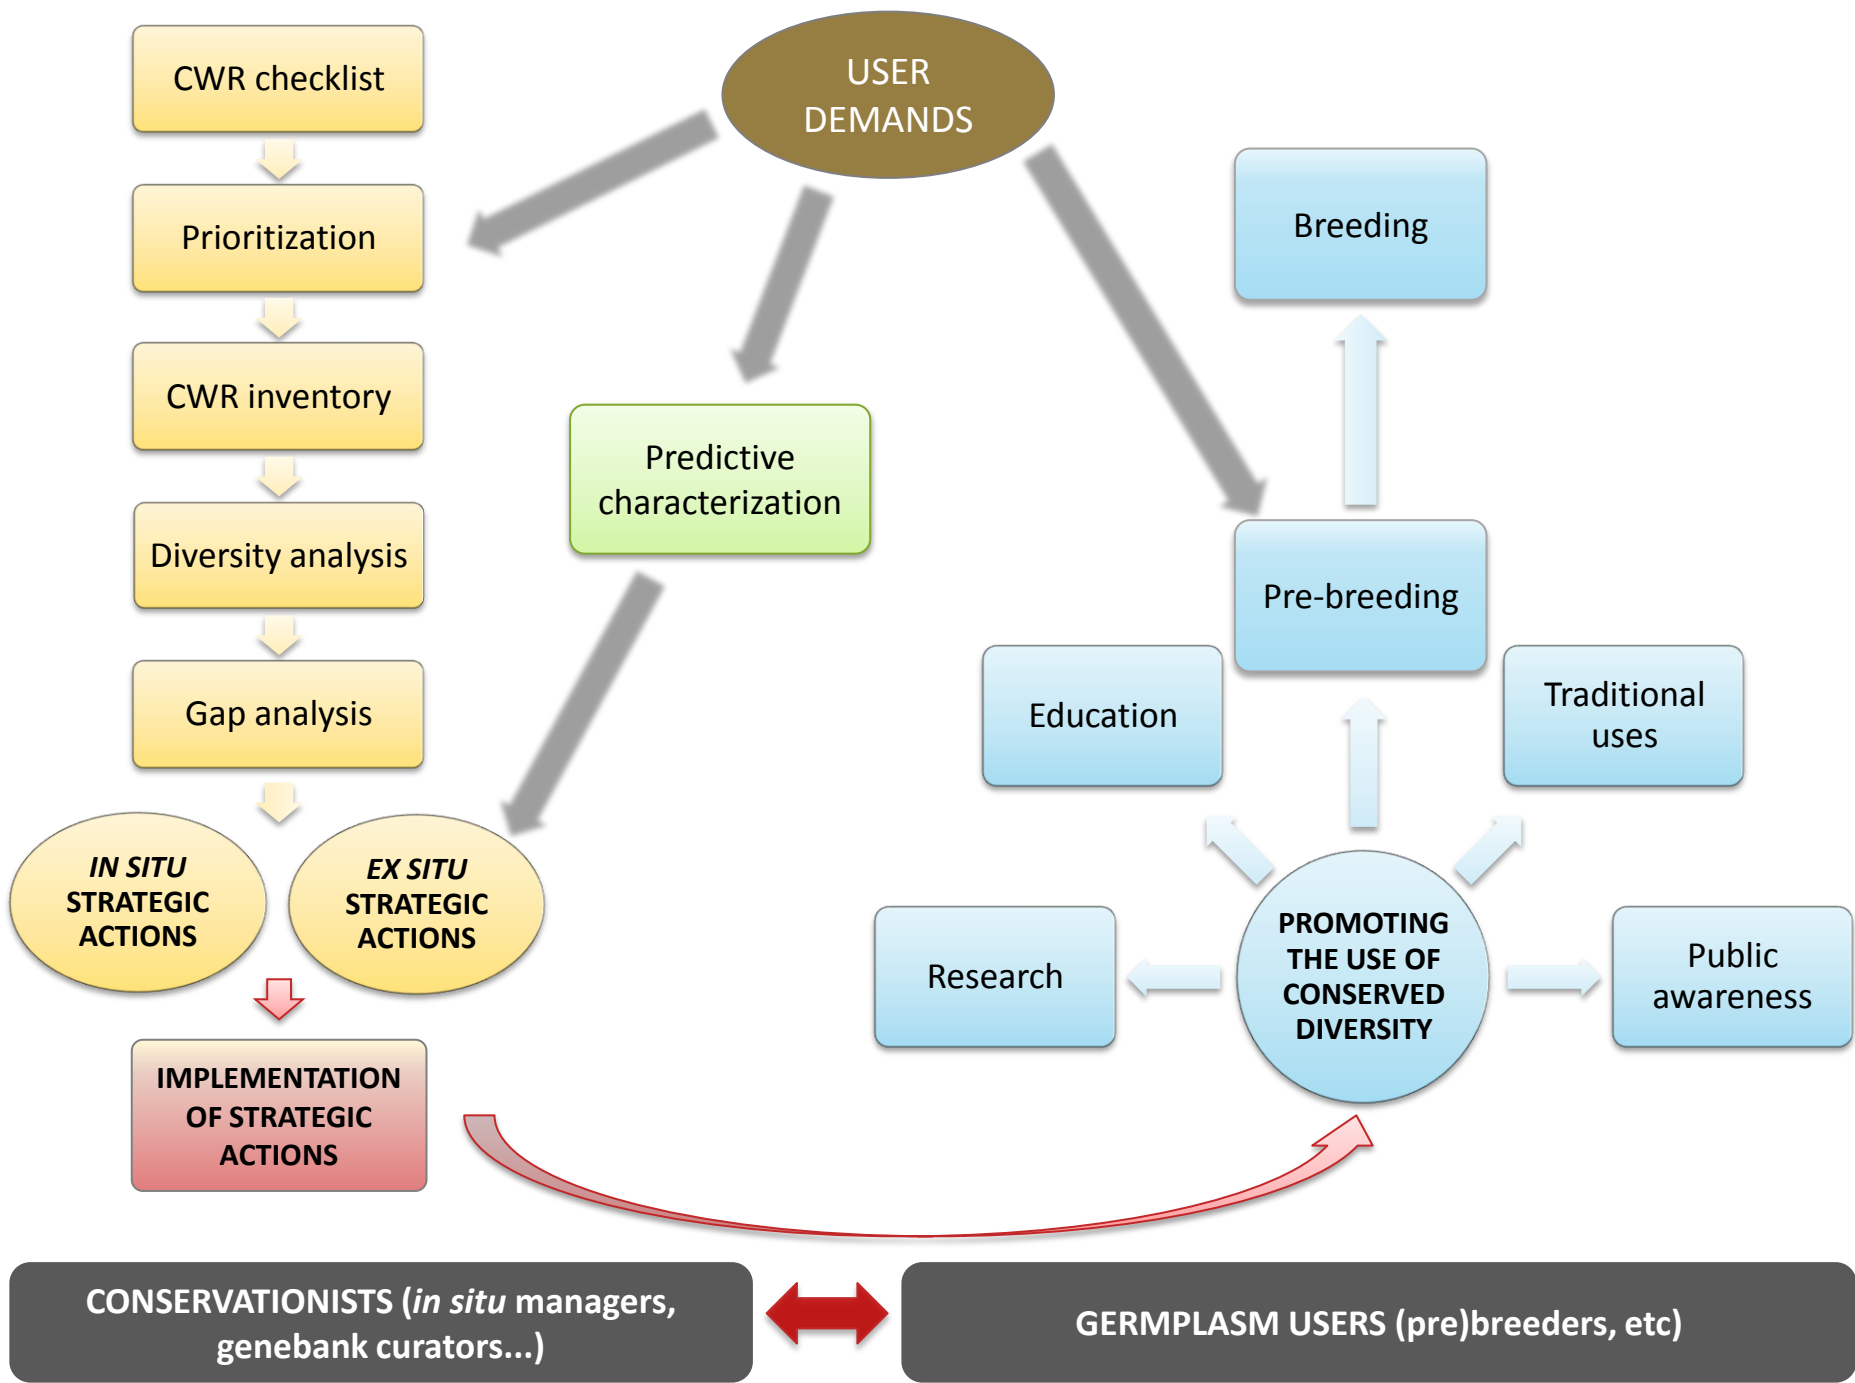 CWR checklist
Prioritization
CWR inventory
Diversity analysis
Gap analysis
IN SITU
STRATEGIC
ACTIONS
EX SITU
STRATEGIC
ACTIONS
IMPLEMENTATION
OF STRATEGIC
ACTIONS
USER
DEMANDS
Predictive
characterization
Breeding
Pre-breeding
Education
Traditional
uses
Research
PROMOTING
THE USE OF
CONSERVED
DIVERSITY
Public
awareness
CONSERVATIONISTS (in situ managers,
genebank curators...)
GERMPLASM USERS (pre)breeders, etc)